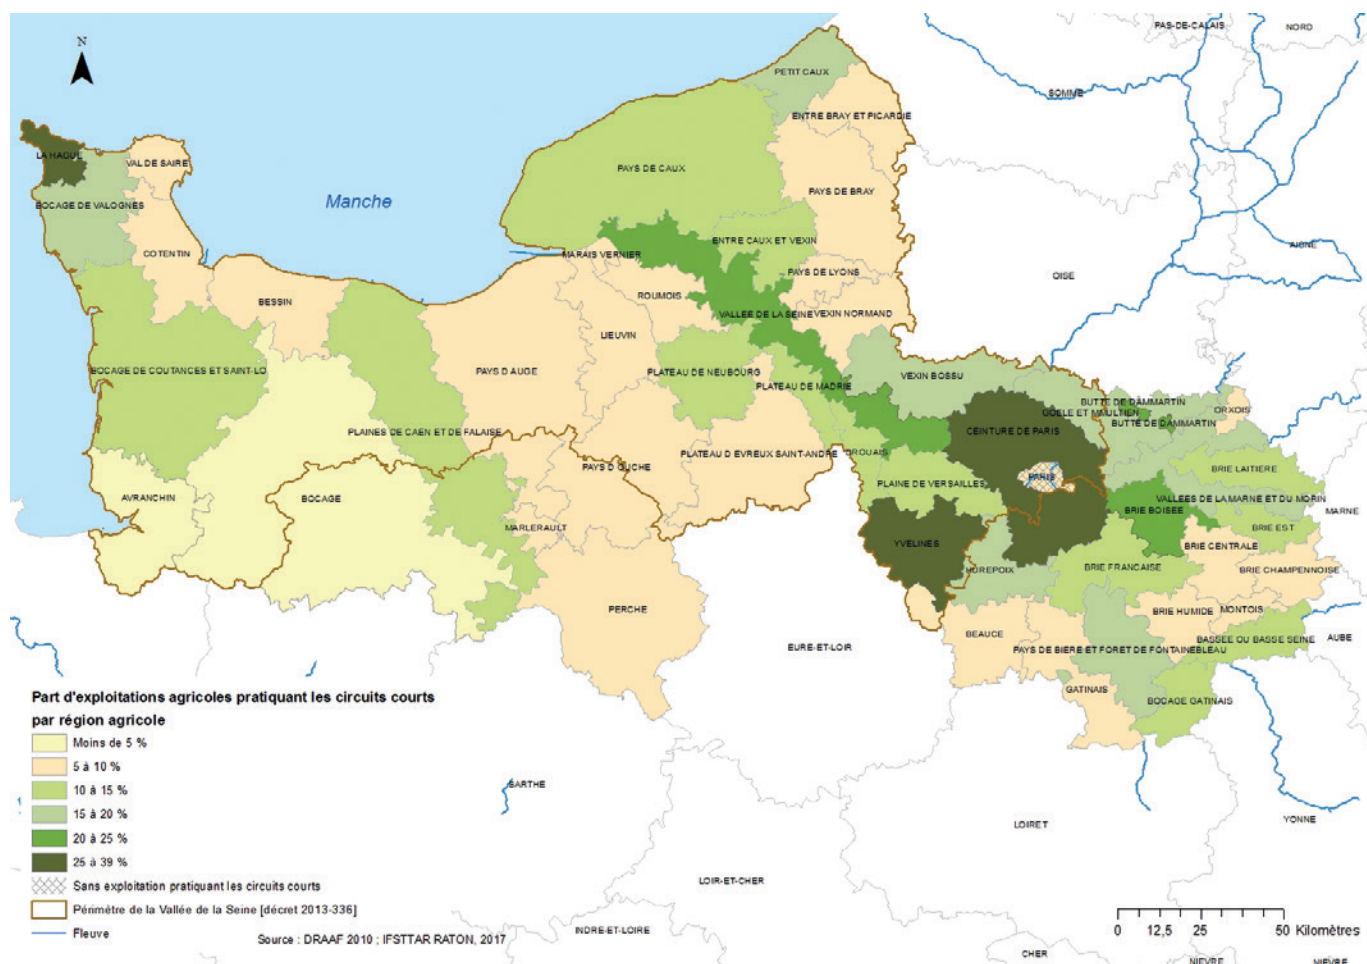 N
PAS-DE-CALAIS
NORD
PETIT CAUX
SOMME
ENTRE BRAY ET PICARDIE
LA HAGUE
VAL DE SAIRE
PAYS DE CAUX
PAYS DE BRAY
BOCAGE DE VALOGNES
Manche
COTENTIN
ENTRE CAUX ET VEXIN
AISNE
MARAIS VERNIER
PAYS DE LYONS
OISE
BESSIN
ROUMOIS
VALLEE DE LA SEINE
VEXIN NORMAND
LIEUVIN
BOCAGE DE COUTANCES ET SAINT-LO
PAYS D AUGE
PLATEAU DE NEUBOURG
VEXIN BOSSU
PLATEAU DE MADRIE
BUTTE DE DAMMARTIN
GOELE ET MAULTIEN
ORXOIS
BUTTE DE DAMMARTIN
PLAINES DE CAEN ET DE FALAISE
CEINTURE DE PARIS
PLATEAU D EVREUX SAINT-ANDRE
DROUAIS
PAYS D OUCHE
BRIE LAITIERE
PARIS
PLAINE DE VERSAILLES
AVRANCHIN
BOCAGE
VALLEES DE LA MARNE ET DU MORIN
BRIE BOISEE
MARNE
MARLERAULT
BRIE EST
YVELINES
BRIE CENTRALE
HUREPOIX
BRIE FRANCAISE
BRIE CHAMPENNOISE
PERCHE
BRIE HUMIDE
MONTOIS
BEAUCE
BASSEE OU BASSE SEINE
AUBE
EURE-ET-LOIR
PAYS DE BIERE ET FORET DE FONTAINEBLEAU
GATINAIS
BOCAGE GATINAIS
Part d'exploitations agricoles pratiquant les circuits courts
par région agricole
Moins de 5 %
5 à 10 %
10 à 15 %
15 à 20 %
20 à 25 %
25 à 39 %
Sans exploitation pratiquant les circuits courts
Périmètre de la Vallée de la Seine [décret 2013-336]
Fleuve
Source : DRAAF 2010 ; IFSTTAR RATON, 2017
SARTHE
LOIRET
YONNE
LOIR-ET-CHER
INDRE-ET-LOIRE
CHER
NIEVRE
NIEVRE
0 12,5 25 50 Kilomètres